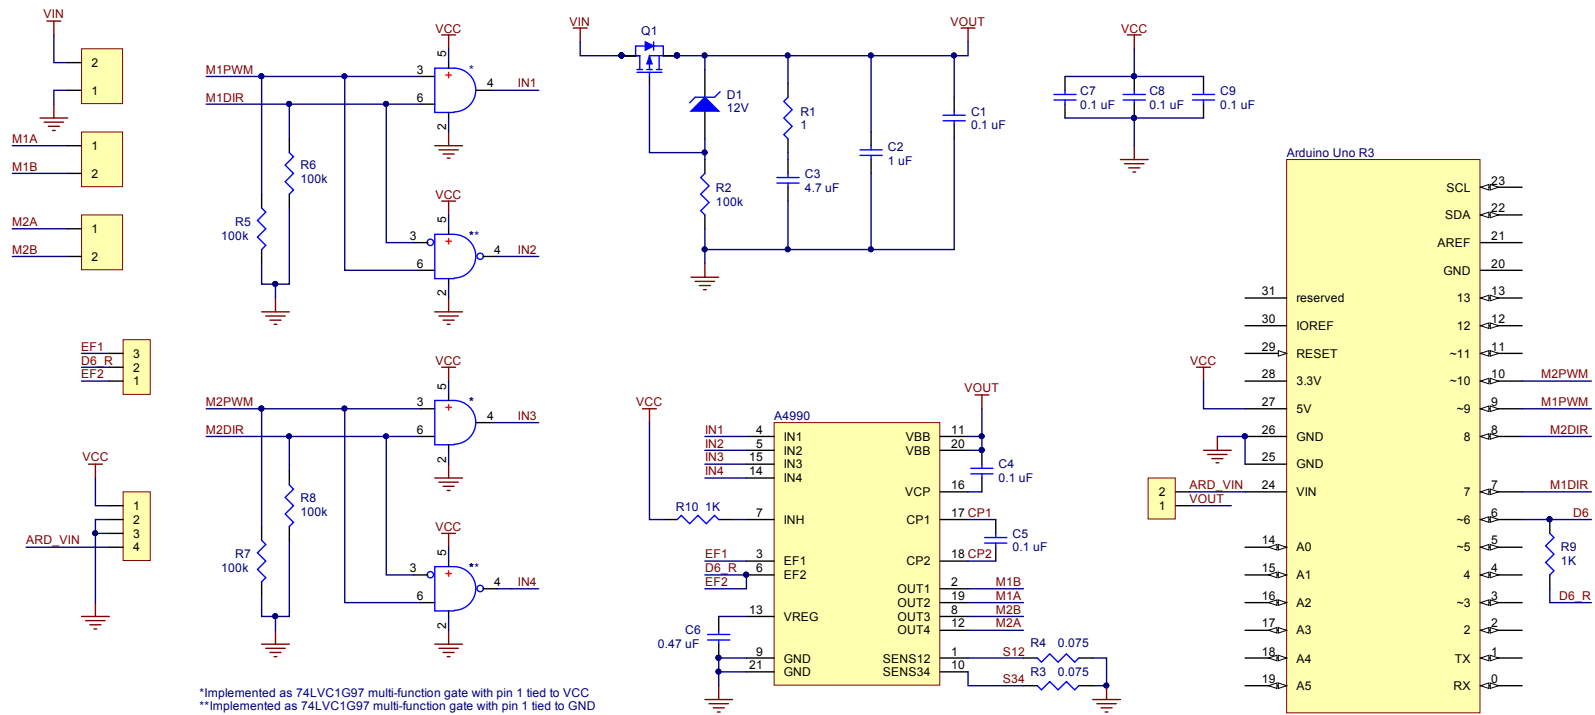 VIN
2
1
M1A 1
M1B 2
M2A 1
M2B 2
EF1 3
D6_R 2
EF2 1
VCC
1
2
3
ARD_VIN 4
VCC
5
M1PWM 3 + * 4 IN1
M1DIR 6
2
R6
100k
R5
100k
VCC
5
3 + ** 4 IN2
6
2
VCC
5
M2PWM 3 + * 4 IN3
M2DIR 6
2
R8
100k
R7
100k
VCC
5
3 + ** 4 IN4
6
2
*Implemented as 74LVC1G97 multi-function gate with pin 1 tied to VCC
**Implemented as 74LVC1G97 multi-function gate with pin 1 tied to GND
VIN Q1 VOUT
D1
12V
R1
1
C1
0.1 uF
C2
1 uF
C3
4.7 uF
R2
100k
VCC
C7
0.1 uF
C8
0.1 uF
C9
0.1 uF
VCC VOUT
A4990
IN1 4 IN1
IN2 5 IN2
IN3 15 IN3
IN4 14 IN4
R10 1K
7 INH
EF1 3 EF1
D6_R 6 EF2
EF2
13 VREG
C6
0.47 uF
9 GND
21 GND
VBB 11
VBB 20
C4
0.1 uF
VCP 16
CP1 17 CP1
C5
0.1 uF
CP2 18 CP2
OUT1 2 M1B
OUT2 19 M1A
OUT3 8 M2B
OUT4 12 M2A
SENS12 1 S12 R4 0.075
SENS34 10 S34 R3 0.075
Arduino Uno R3
SCL 23
SDA 22
AREF 21
GND 20
31 reserved 13 13
30 IOREF 12 12
29 RESET ~11 11
VCC
28 3.3V ~10 10 M2PWM
27 5V ~9 9 M1PWM
26 GND 8 8 M2DIR
25 GND
2 ARD_VIN 24 VIN 7 7 M1DIR
1 VOUT
~6 6 D6
14 A0 ~5 5
R9
1K
15 A1 4 4
16 A2 ~3 3 D6_R
17 A3 2 2
18 A4 TX 1
19 A5 RX 0